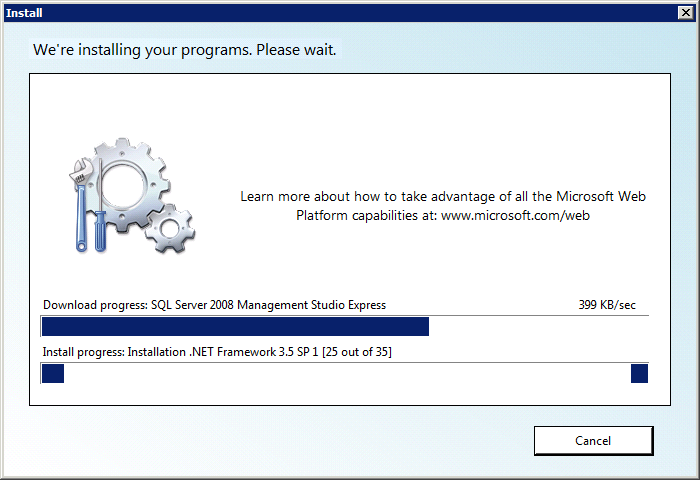 Install
We're installing your programs. Please wait.
Learn more about how to take advantage of all the Microsoft Web
Platform capabilities at: www.microsoft.com/web
Download progress: SQL Server 2008 Management Studio Express 399 KB/sec
Install progress: Installation .NET Framework 3.5 SP 1 [25 out of 35]
Cancel